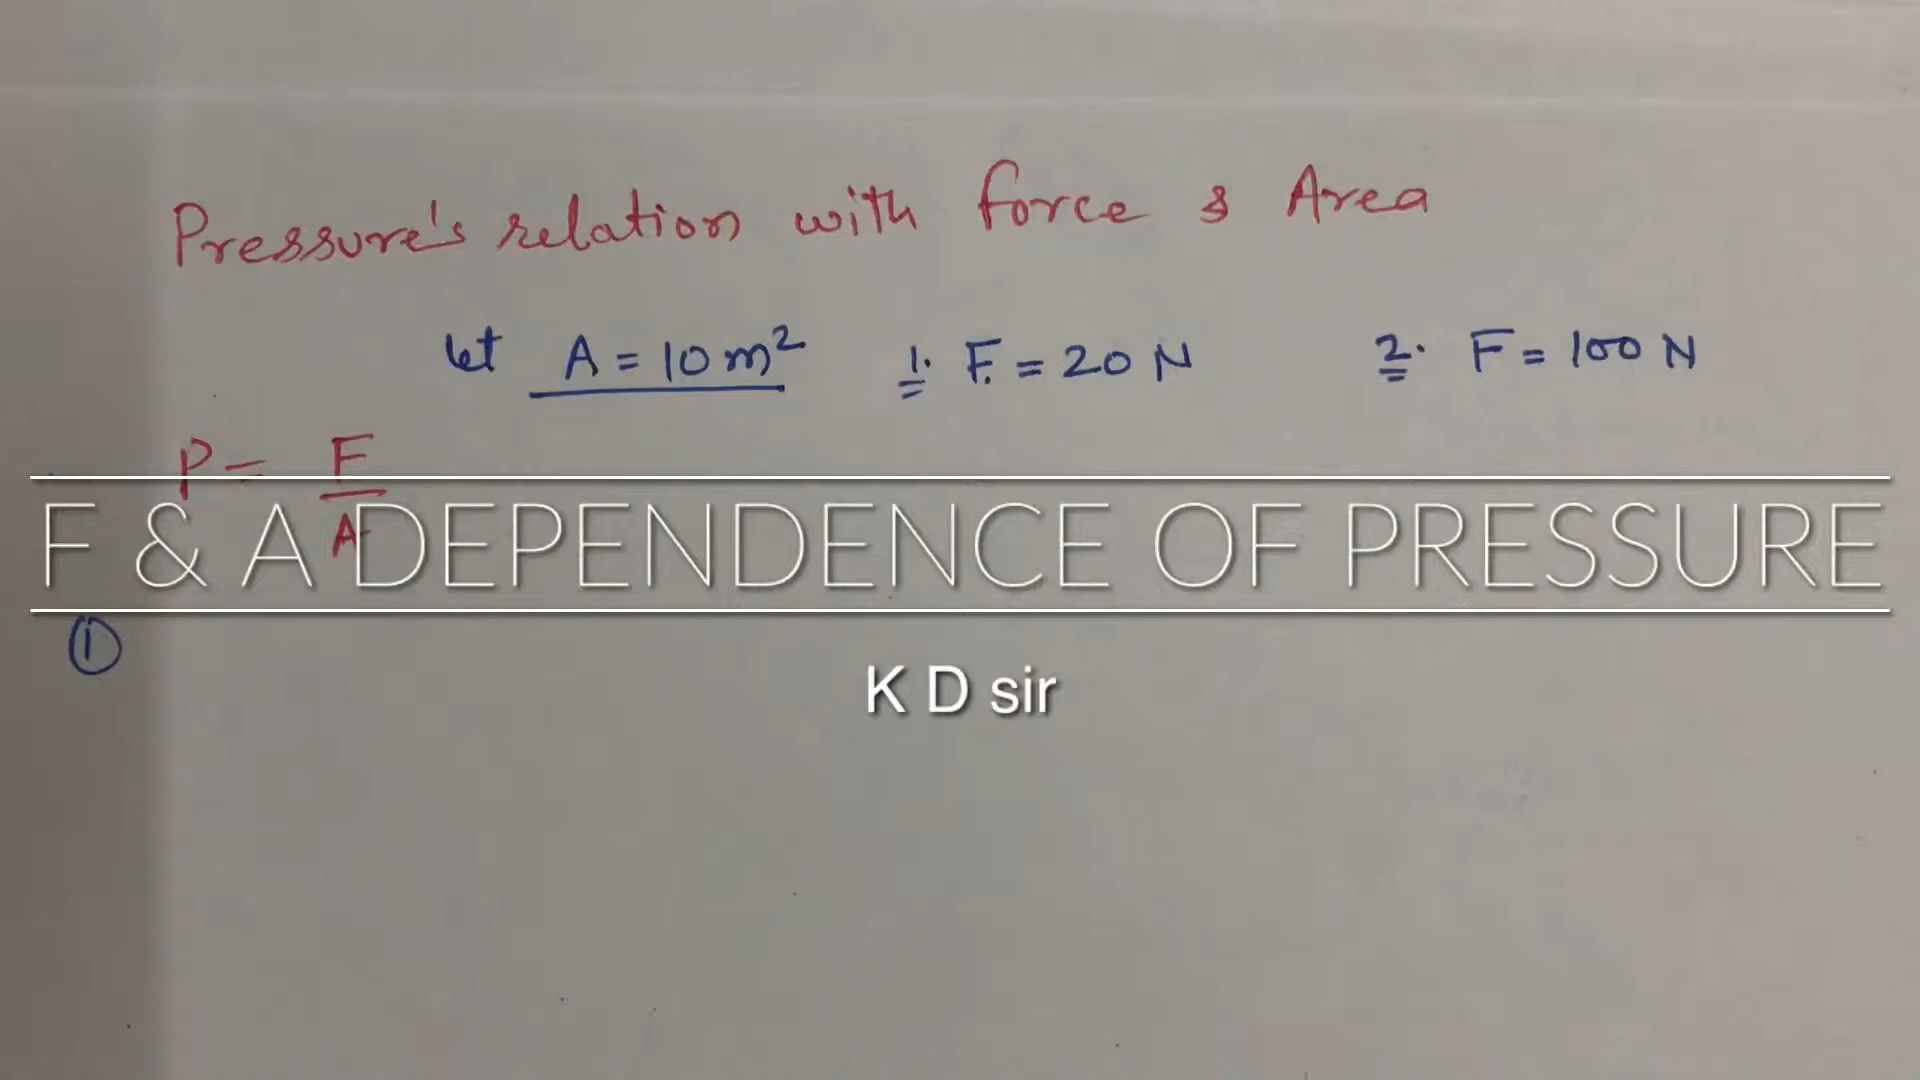 Pressure's relation with force & Area
let A = 10 m² 1. F. = 20 N 2. F = 100 N
P = F/A
F & A DEPENDENCE OF PRESSURE
①
K D sir